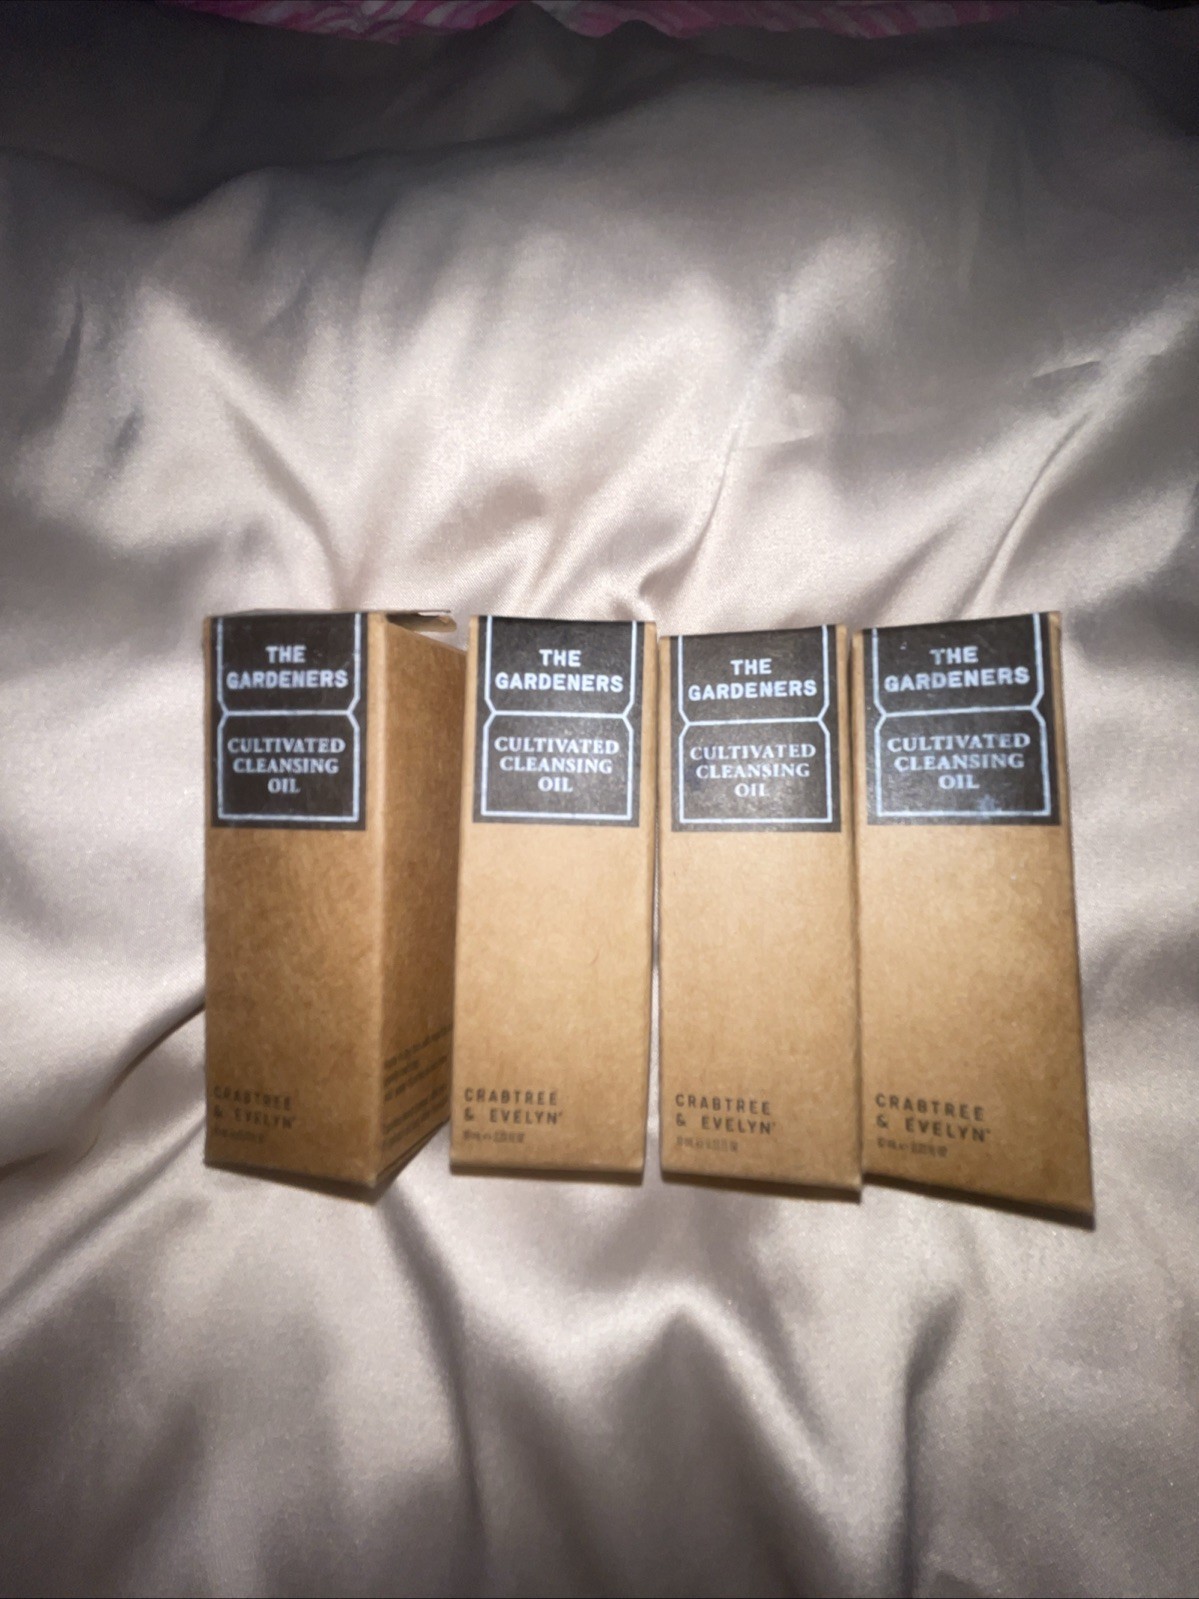 THE
GARDENERS
CULTIVATED
CLEANSING
OIL
CRABTREE
& EVELYN®
THE
GARDENERS
CULTIVATED
CLEANSING
OIL
CRABTREE
& EVELYN®
THE
GARDENERS
CULTIVATED
CLEANSING
OIL
CRABTREE
& EVELYN®
THE
GARDENERS
CULTIVATED
CLEANSING
OIL
CRABTREE
& EVELYN®